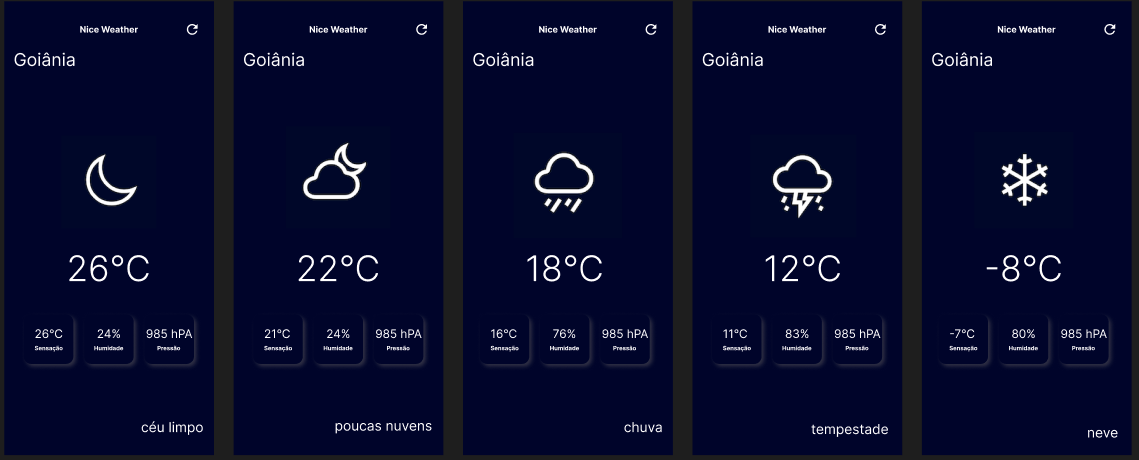 Nice Weather
Goiânia
26°C
26°C 24% 985 hPA
Sensação Humidade Pressão
céu limpo
Nice Weather
Goiânia
22°C
21°C 24% 985 hPA
Sensação Humidade Pressão
poucas nuvens
Nice Weather
Goiânia
18°C
16°C 76% 985 hPA
Sensação Humidade Pressão
chuva
Nice Weather
Goiânia
12°C
11°C 83% 985 hPA
Sensação Humidade Pressão
tempestade
Nice Weather
Goiânia
-8°C
-7°C 80% 985 hPA
Sensação Humidade Pressão
neve